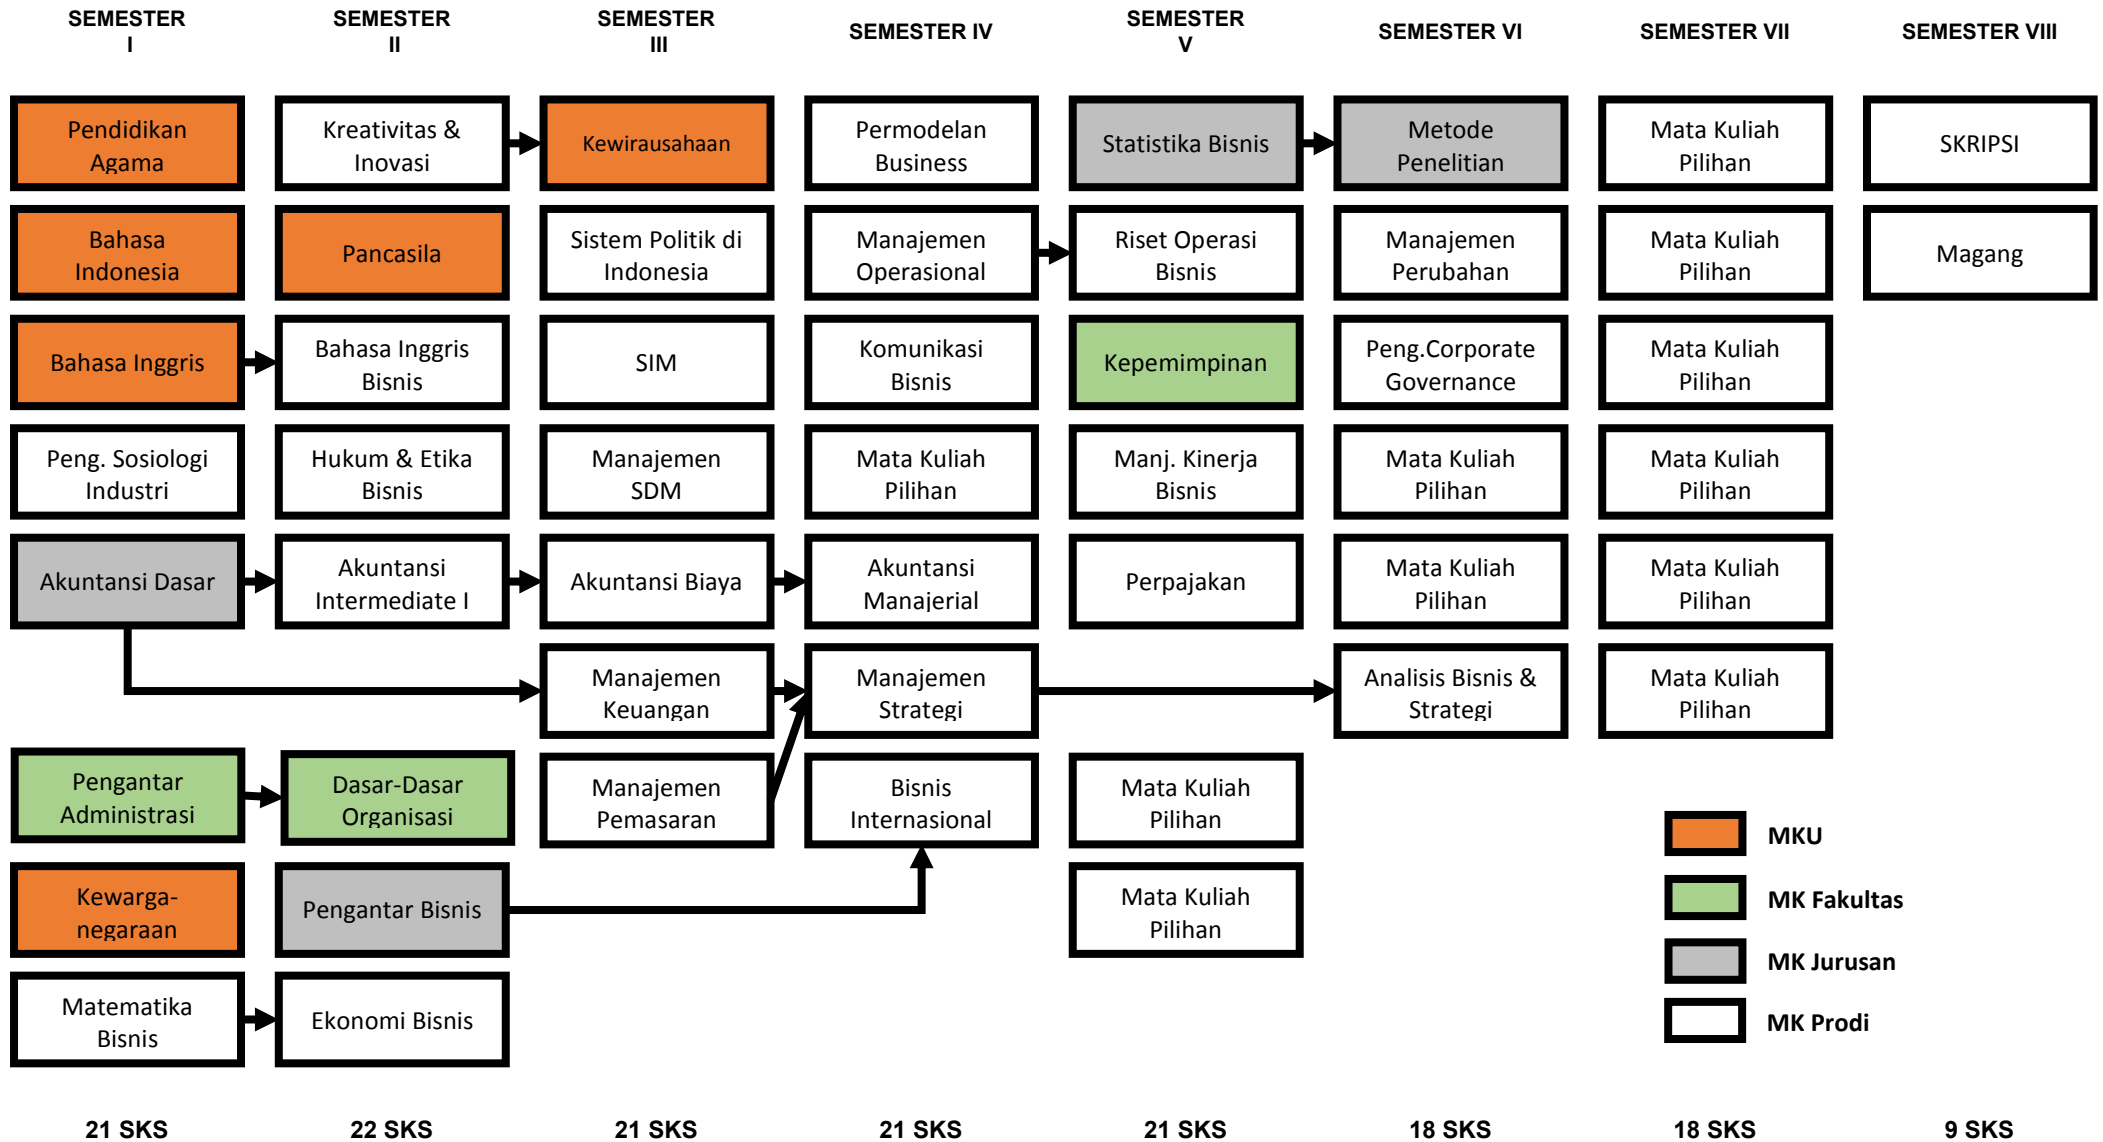 SEMESTER
I
SEMESTER
II
SEMESTER
III
SEMESTER IV
SEMESTER
V
SEMESTER VI
SEMESTER VII
SEMESTER VIII
Pendidikan
Agama
Kreativitas &
Inovasi
Kewirausahaan
Permodelan
Business
Statistika Bisnis
Metode
Penelitian
Mata Kuliah
Pilihan
SKRIPSI
Bahasa
Indonesia
Pancasila
Sistem Politik di
Indonesia
Manajemen
Operasional
Riset Operasi
Bisnis
Manajemen
Perubahan
Mata Kuliah
Pilihan
Magang
Bahasa Inggris
Bahasa Inggris
Bisnis
SIM
Komunikasi
Bisnis
Kepemimpinan
Peng.Corporate
Governance
Mata Kuliah
Pilihan
Peng. Sosiologi
Industri
Hukum & Etika
Bisnis
Manajemen
SDM
Mata Kuliah
Pilihan
Manj. Kinerja
Bisnis
Mata Kuliah
Pilihan
Mata Kuliah
Pilihan
Akuntansi Dasar
Akuntansi
Intermediate I
Akuntansi Biaya
Akuntansi
Manajerial
Perpajakan
Mata Kuliah
Pilihan
Mata Kuliah
Pilihan
Manajemen
Keuangan
Manajemen
Strategi
Analisis Bisnis &
Strategi
Mata Kuliah
Pilihan
Pengantar
Administrasi
Dasar-Dasar
Organisasi
Manajemen
Pemasaran
Bisnis
Internasional
Mata Kuliah
Pilihan
Kewarga-
negaraan
Pengantar Bisnis
Mata Kuliah
Pilihan
Matematika
Bisnis
Ekonomi Bisnis
MKU
MK Fakultas
MK Jurusan
MK Prodi
21 SKS
22 SKS
21 SKS
21 SKS
21 SKS
18 SKS
18 SKS
9 SKS